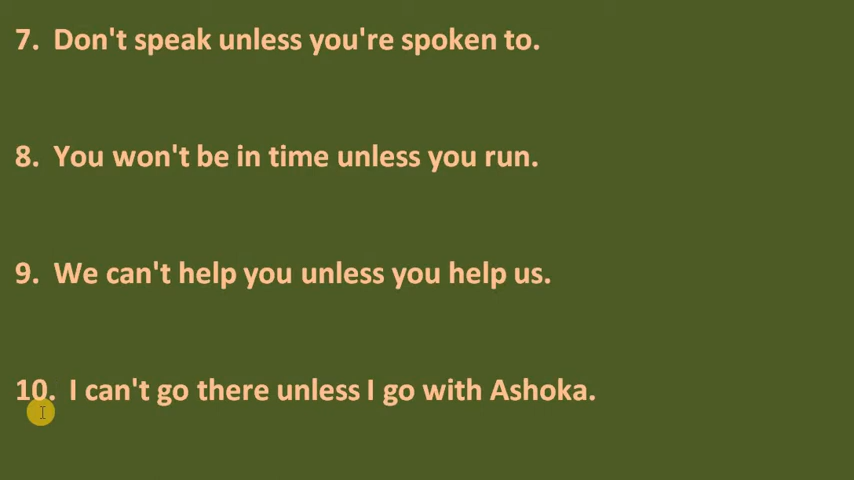 7. Don't speak unless you're spoken to.
8. You won't be in time unless you run.
9. We can't help you unless you help us.
10. I can't go there unless I go with Ashoka.